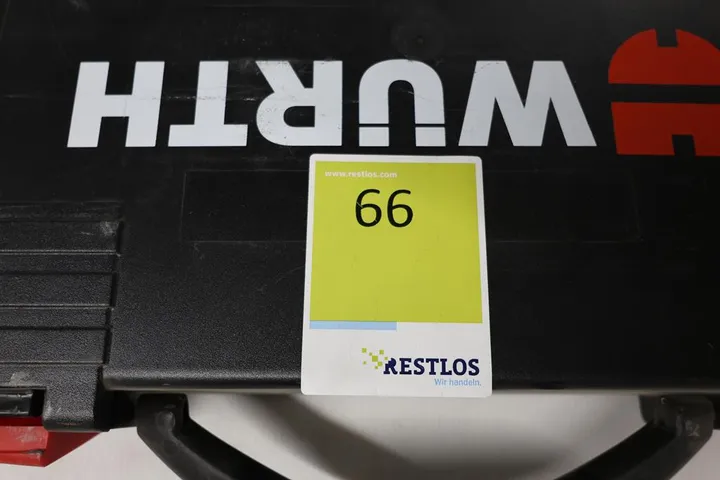 WÜRTH
www.restlos.com
66
RESTLOS
Wir handeln.